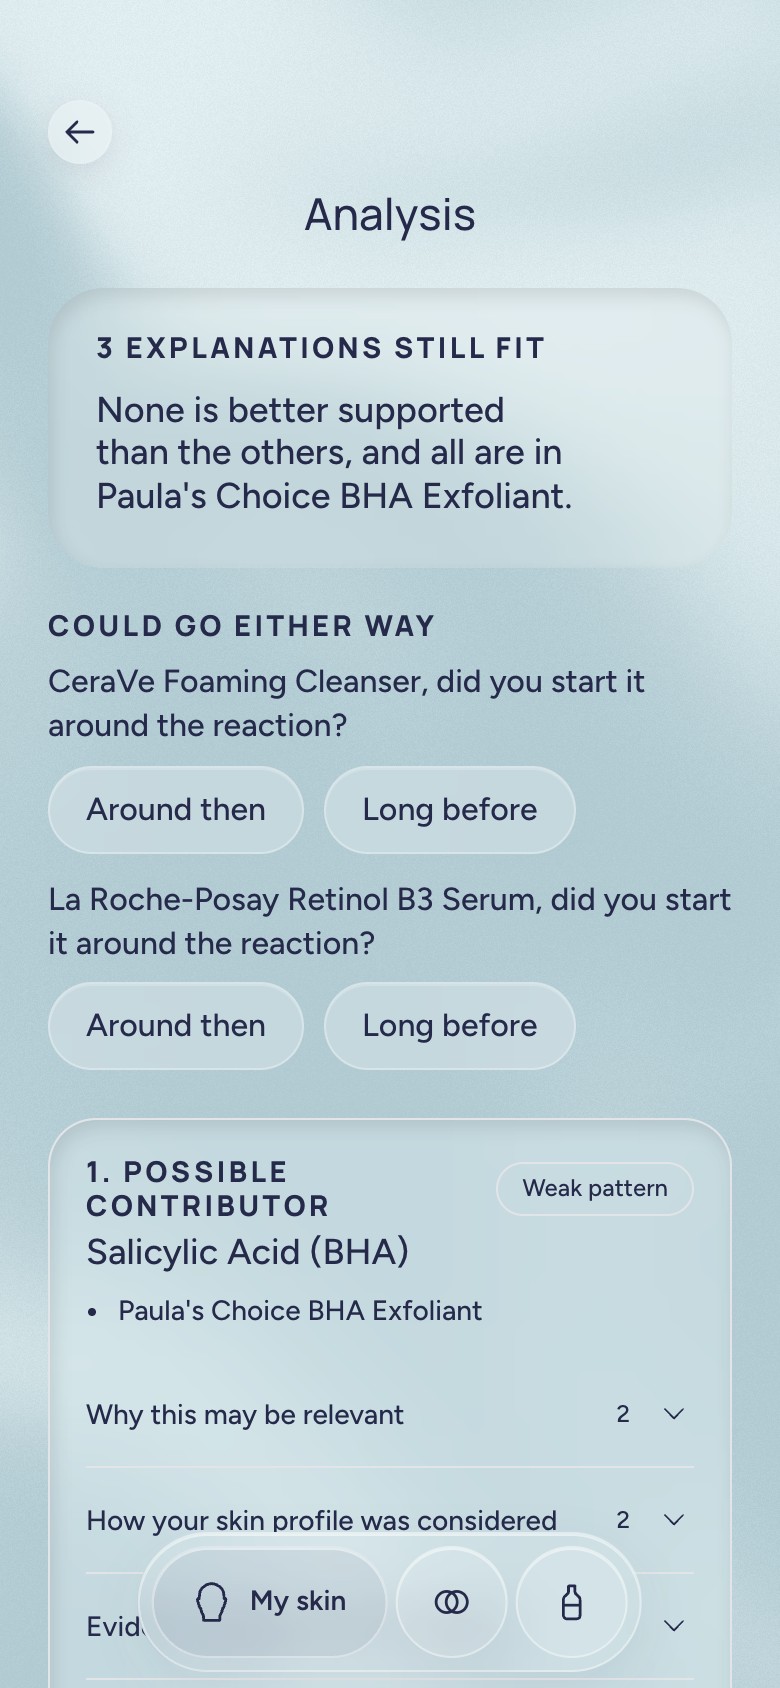 Analysis
3 EXPLANATIONS STILL FIT
None is better supported
than the others, and all are in
Paula's Choice BHA Exfoliant.
COULD GO EITHER WAY
CeraVe Foaming Cleanser, did you start it
around the reaction?
Around then
Long before
La Roche-Posay Retinol B3 Serum, did you start
it around the reaction?
Around then
Long before
1. POSSIBLE
CONTRIBUTOR
Weak pattern
Salicylic Acid (BHA)
• Paula's Choice BHA Exfoliant
Why this may be relevant 2
How your skin profile was considered 2
My skin